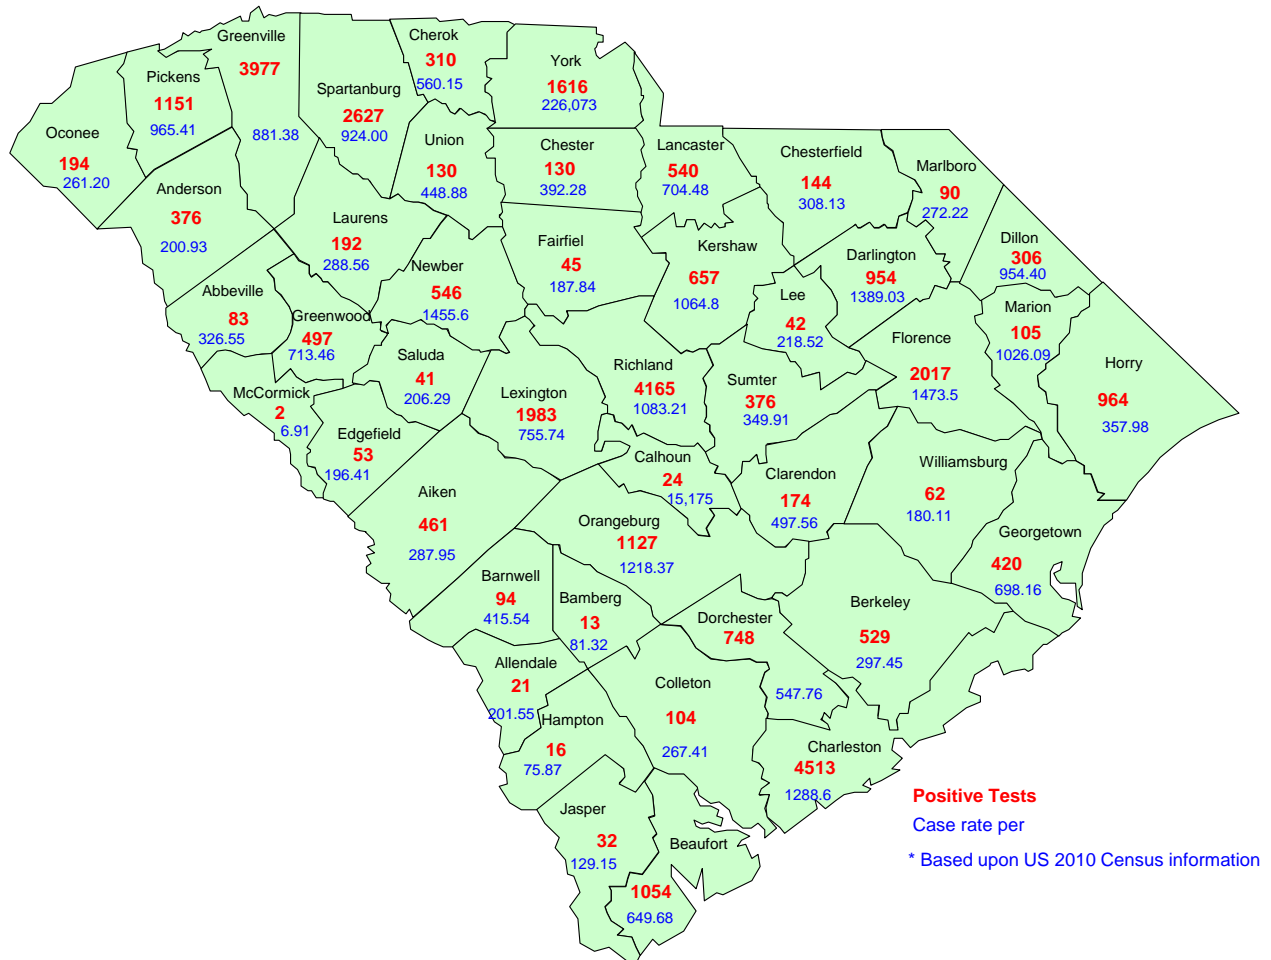 Greenville
3977
881.38
Cherok
310
560.15
York
1616
226,073
Pickens
1151
965.41
Spartanburg
2627
924.00
Oconee
194
261.20
Union
130
448.88
Chester
130
392.28
Lancaster
540
704.48
Chesterfield
144
308.13
Marlboro
90
272.22
Anderson
376
200.93
Laurens
192
288.56
Newber
546
1455.6
Fairfiel
45
187.84
Kershaw
657
1064.8
Darlington
954
1389.03
Dillon
306
954.40
Abbeville
83
326.55
Greenwood
497
713.46
Lee
42
218.52
Marion
105
1026.09
Saluda
41
206.29
Florence
2017
1473.5
Horry
964
357.98
McCormick
2
6.91
Lexington
1983
755.74
Richland
4165
1083.21
Sumter
376
349.91
Edgefield
53
196.41
Calhoun
24
15,175
Clarendon
174
497.56
Williamsburg
62
180.11
Aiken
461
287.95
Orangeburg
1127
1218.37
Georgetown
420
698.16
Barnwell
94
415.54
Bamberg
13
81.32
Dorchester
748
547.76
Berkeley
529
297.45
Allendale
21
201.55
Colleton
104
267.41
Hampton
16
75.87
Charleston
4513
1288.6
Jasper
32
129.15
Beaufort
1054
649.68
Positive Tests
Case rate per
* Based upon US 2010 Census information